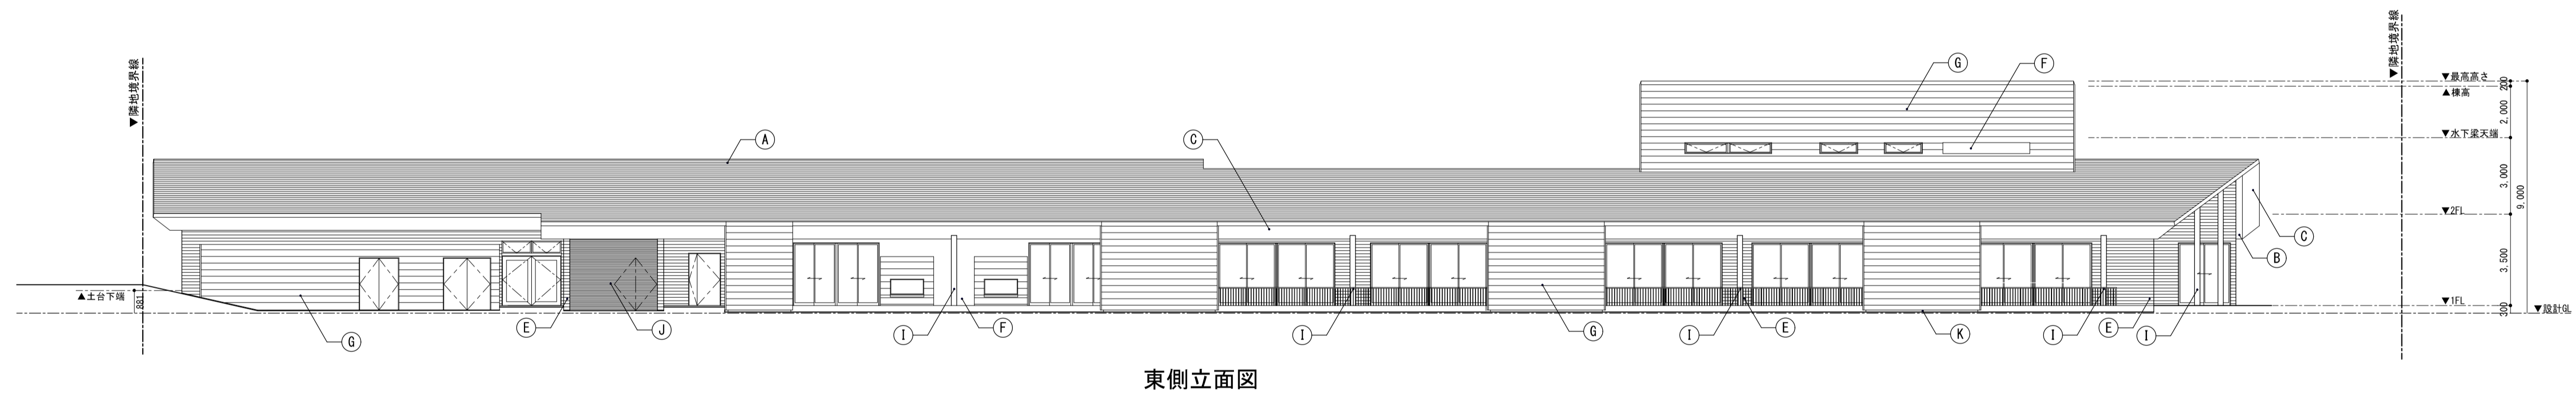 ▼隣地境界線
▼隣地境界線
G
F
▼最高高さ
200
▲棟高
2,000
A
C
▼水下梁天端
3,000
9,000
▼2FL
C
B
3,500
▲土台下端
881
▼1FL
300
▼設計GL
G
E
J
I
F
I
G
I
E
K
I
E
I
東側立面図